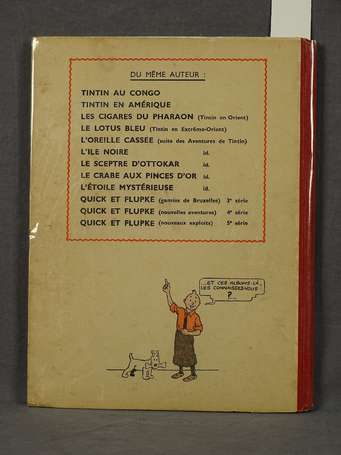 DU MÊME AUTEUR :
TINTIN AU CONGO
TINTIN EN AMÉRIQUE
LES CIGARES DU PHARAON (Tintin en Orient)
LE LOTUS BLEU (Tintin en Extrême-Orient)
L'OREILLE CASSÉE (suite des Aventures de Tintin)
L'ILE NOIRE id.
LE SCEPTRE D'OTTOKAR id.
LE CRABE AUX PINCES D'OR id.
L'ÉTOILE MYSTÉRIEUSE id.
QUICK ET FLUPKE (gamins de Bruxelles) 3e série
QUICK ET FLUPKE (nouvelles aventures) 4e série
QUICK ET FLUPKE (nouveaux exploits) 5e série
...ET CES ALBUMS-LÀ...
LES CONNAISSEZ-VOUS
?...